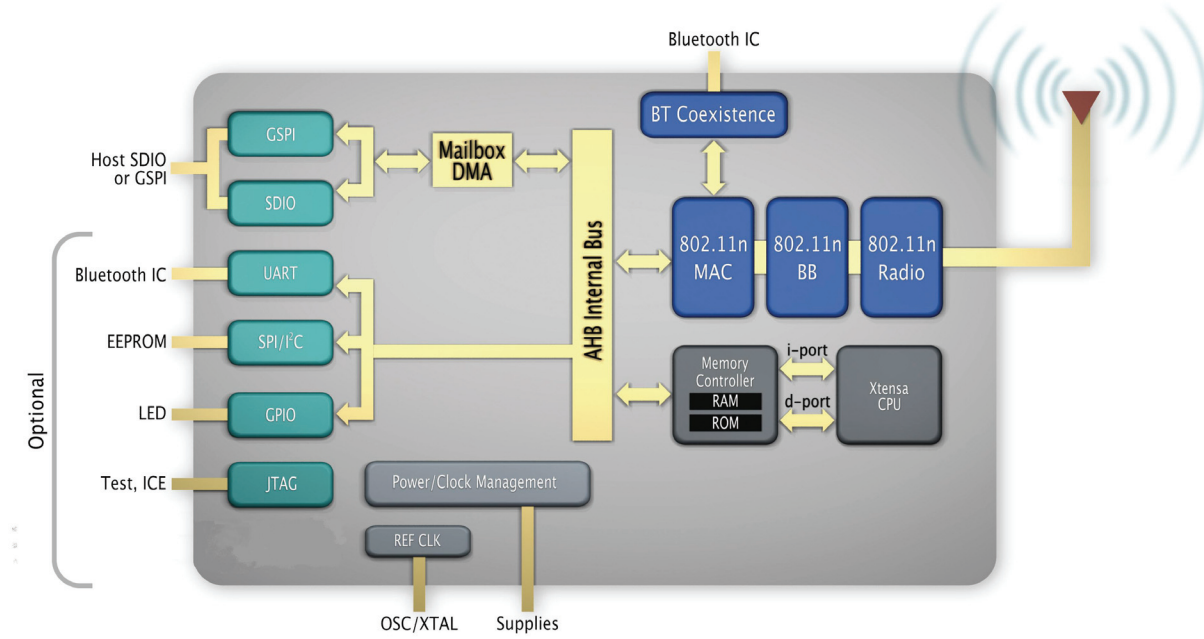 Bluetooth IC
BT Coexistence
GSPI
Host SDIO
or GSPI
SDIO
Mailbox
DMA
AHB Internal Bus
802.11n
MAC
802.11n
BB
802.11n
Radio
Optional
Bluetooth IC
UART
EEPROM
SPI/I²C
LED
GPIO
Test, ICE
JTAG
Memory
Controller
RAM
ROM
i-port
d-port
Xtensa
CPU
Power/Clock Management
REF CLK
OSC/XTAL
Supplies